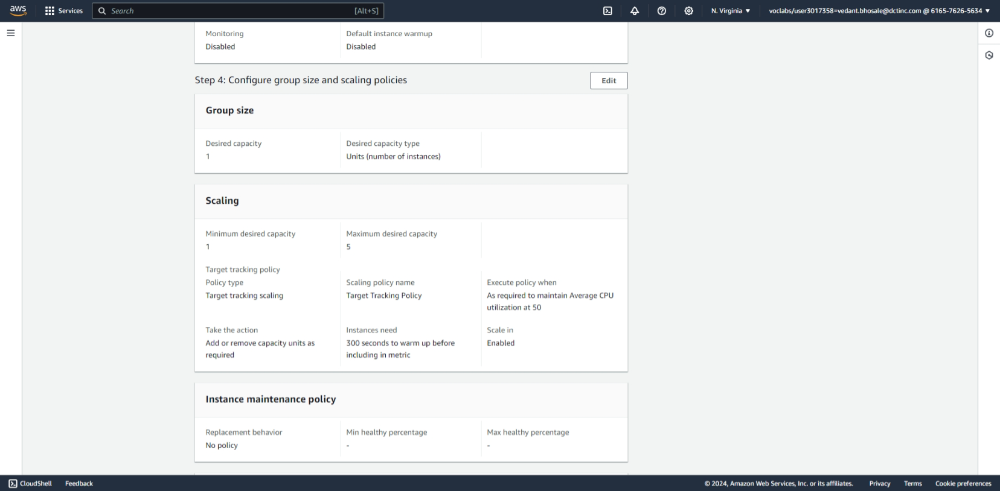 aws
Services
Search
[Alt+S]
N. Virginia
voclabs/user3017358=vedant.bhosale@dctinc.com @ 6165-7626-5634
Monitoring
Default instance warmup
Disabled
Disabled
Step 4: Configure group size and scaling policies
Edit
Group size
Desired capacity
Desired capacity type
1
Units (number of instances)
Scaling
Minimum desired capacity
Maximum desired capacity
1
5
Target tracking policy
Policy type
Scaling policy name
Execute policy when
Target tracking scaling
Target Tracking Policy
As required to maintain Average CPU
utilization at 50
Take the action
Instances need
Scale in
Add or remove capacity units as
300 seconds to warm up before
Enabled
required
including in metric
Instance maintenance policy
Replacement behavior
Min healthy percentage
Max healthy percentage
No policy
-
-
CloudShell
Feedback
© 2024, Amazon Web Services, Inc. or its affiliates.
Privacy
Terms
Cookie preferences